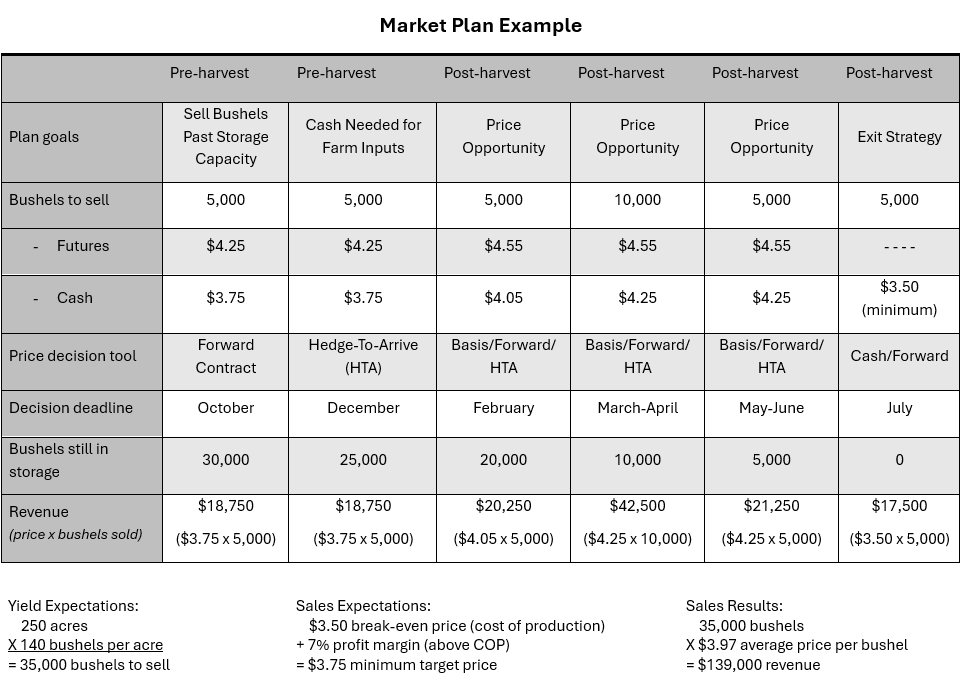 Market Plan Example
Pre-harvest Pre-harvest Post-harvest Post-harvest Post-harvest Post-harvest
Plan goals
Sell Bushels
Past Storage
Capacity
Cash Needed for
Farm Inputs
Price
Opportunity
Price
Opportunity
Price
Opportunity
Exit Strategy
Bushels to sell 5,000 5,000 5,000 10,000 5,000 5,000
- Futures $4.25 $4.25 $4.55 $4.55 $4.55 ----
- Cash $3.75 $3.75 $4.05 $4.25 $4.25
$3.50
(minimum)
Price decision tool
Forward
Contract
Hedge-To-Arrive
(HTA)
Basis/Forward/
HTA
Basis/Forward/
HTA
Basis/Forward/
HTA
Cash/Forward
Decision deadline October December February March-April May-June July
Bushels still in
storage
30,000 25,000 20,000 10,000 5,000 0
Revenue
(price x bushels sold)
$18,750 $18,750 $20,250 $42,500 $21,250 $17,500
($3.75 x 5,000) ($3.75 x 5,000) ($4.05 x 5,000) ($4.25 x 10,000) ($4.25 x 5,000) ($3.50 x 5,000)
Yield Expectations:
250 acres
X 140 bushels per acre
= 35,000 bushels to sell
Sales Expectations:
$3.50 break-even price (cost of production)
+ 7% profit margin (above COP)
= $3.75 minimum target price
Sales Results:
35,000 bushels
X $3.97 average price per bushel
= $139,000 revenue